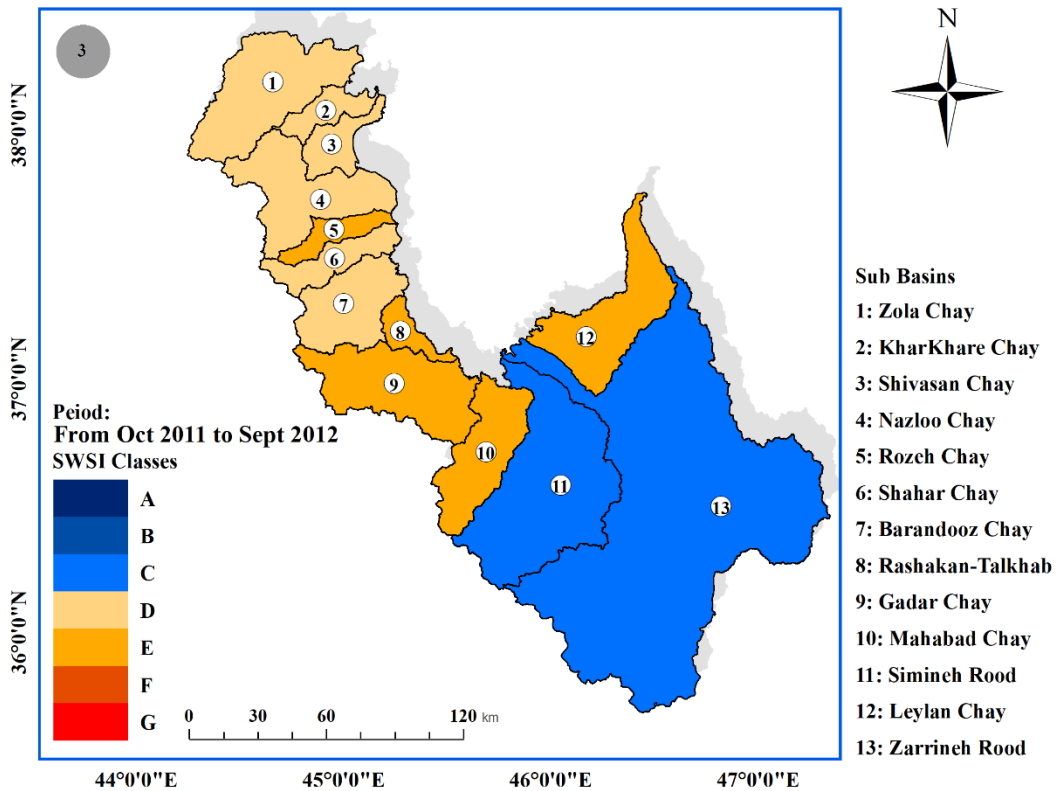 3
N
38°0'0"N
37°0'0"N
36°0'0"N
1
2
3
4
5
6
7
8
9
10
11
12
13
Peiod:
From Oct 2011 to Sept 2012
SWSI Classes
A
B
C
D
E
F
G
0 30 60 120 km
44°0'0"E 45°0'0"E 46°0'0"E 47°0'0"E
Sub Basins
1: Zola Chay
2: KharKhare Chay
3: Shivasan Chay
4: Nazloo Chay
5: Rozeh Chay
6: Shahar Chay
7: Barandooz Chay
8: Rashakan-Talkhab
9: Gadar Chay
10: Mahabad Chay
11: Simineh Rood
12: Leylan Chay
13: Zarrineh Rood